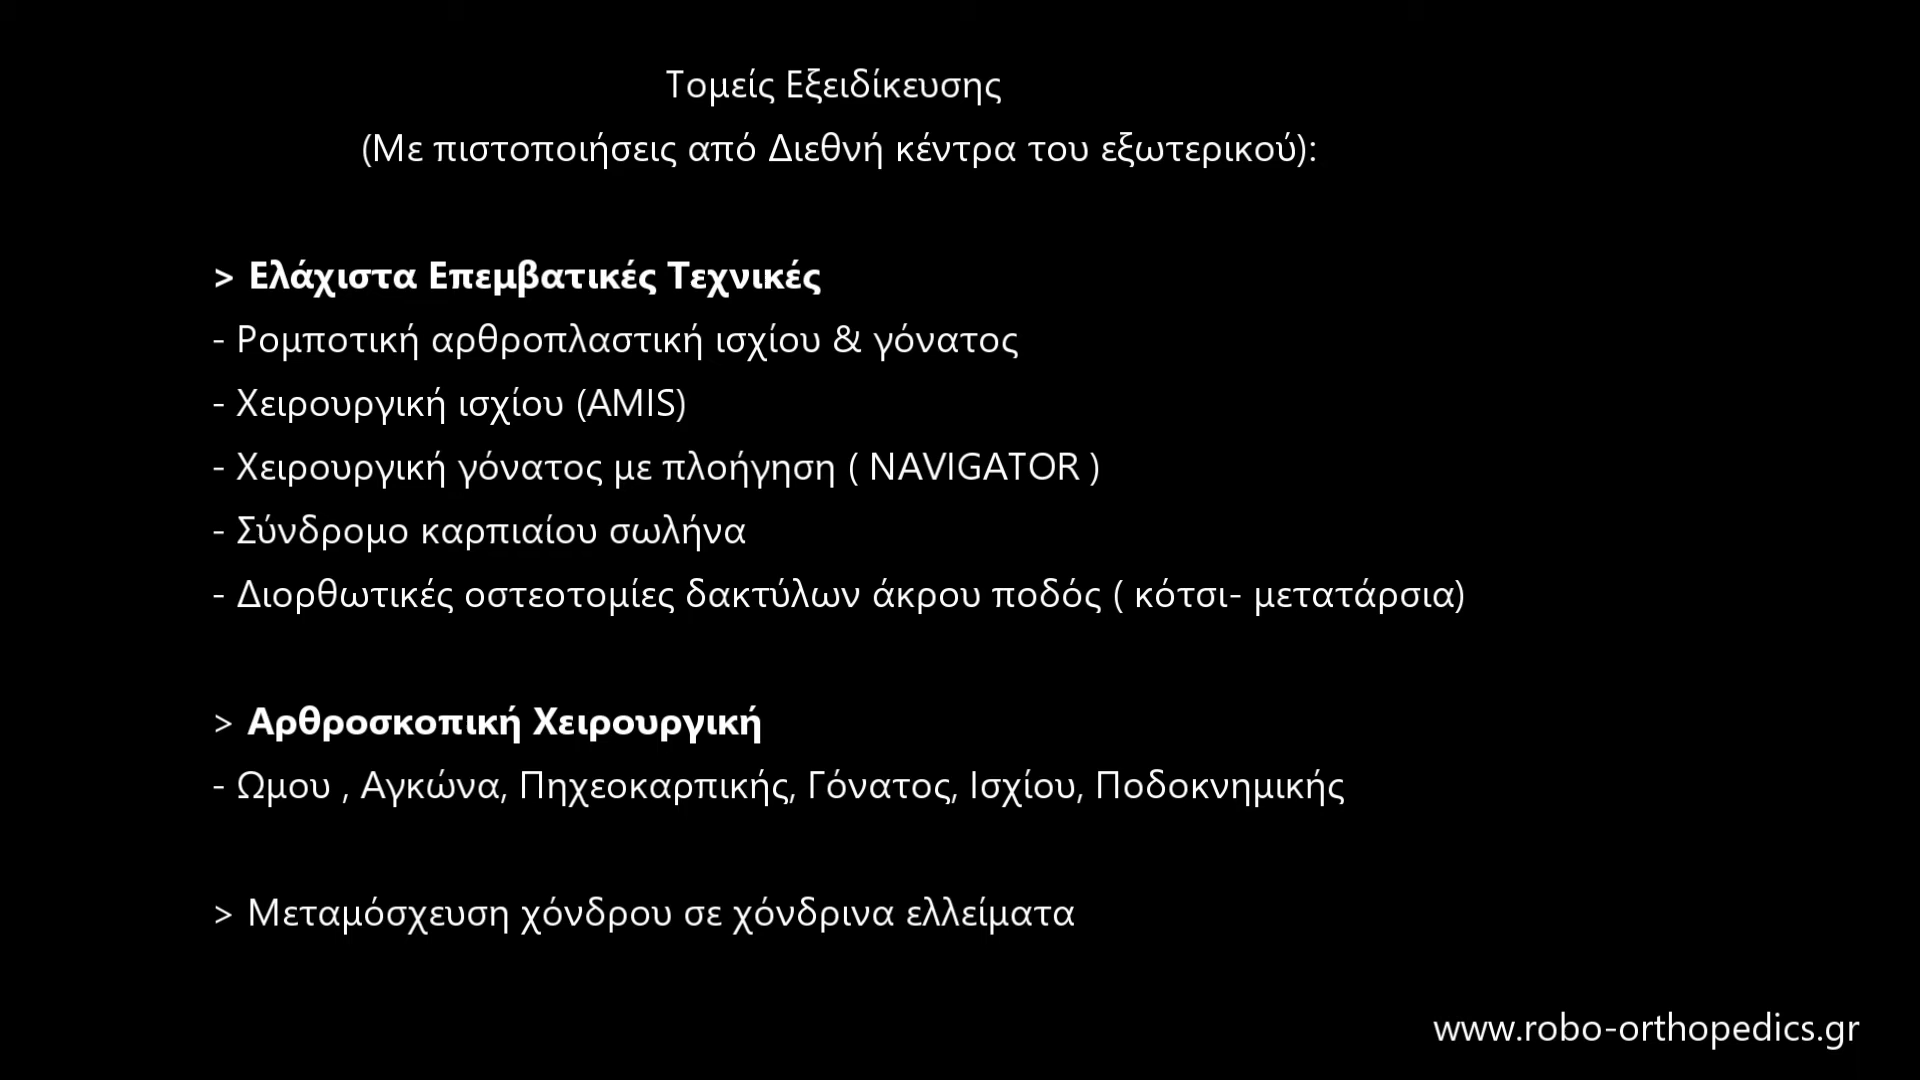 Τομείς Εξειδίκευσης
(Με πιστοποιήσεις από Διεθνή κέντρα του εξωτερικού):
> Ελάχιστα Επεμβατικές Τεχνικές
- Ρομποτική αρθροπλαστική ισχίου & γόνατος
- Χειρουργική ισχίου (AMIS)
- Χειρουργική γόνατος με πλοήγηση ( NAVIGATOR )
- Σύνδρομο καρπιαίου σωλήνα
- Διορθωτικές οστεοτομίες δακτύλων άκρου ποδός ( κότσι- μετατάρσια)
> Αρθροσκοπική Χειρουργική
- Ωμου , Αγκώνα, Πηχεοκαρπικής, Γόνατος, Ισχίου, Ποδοκνημικής
> Μεταμόσχευση χόνδρου σε χόνδρινα ελλείματα
www.robo-orthopedics.gr